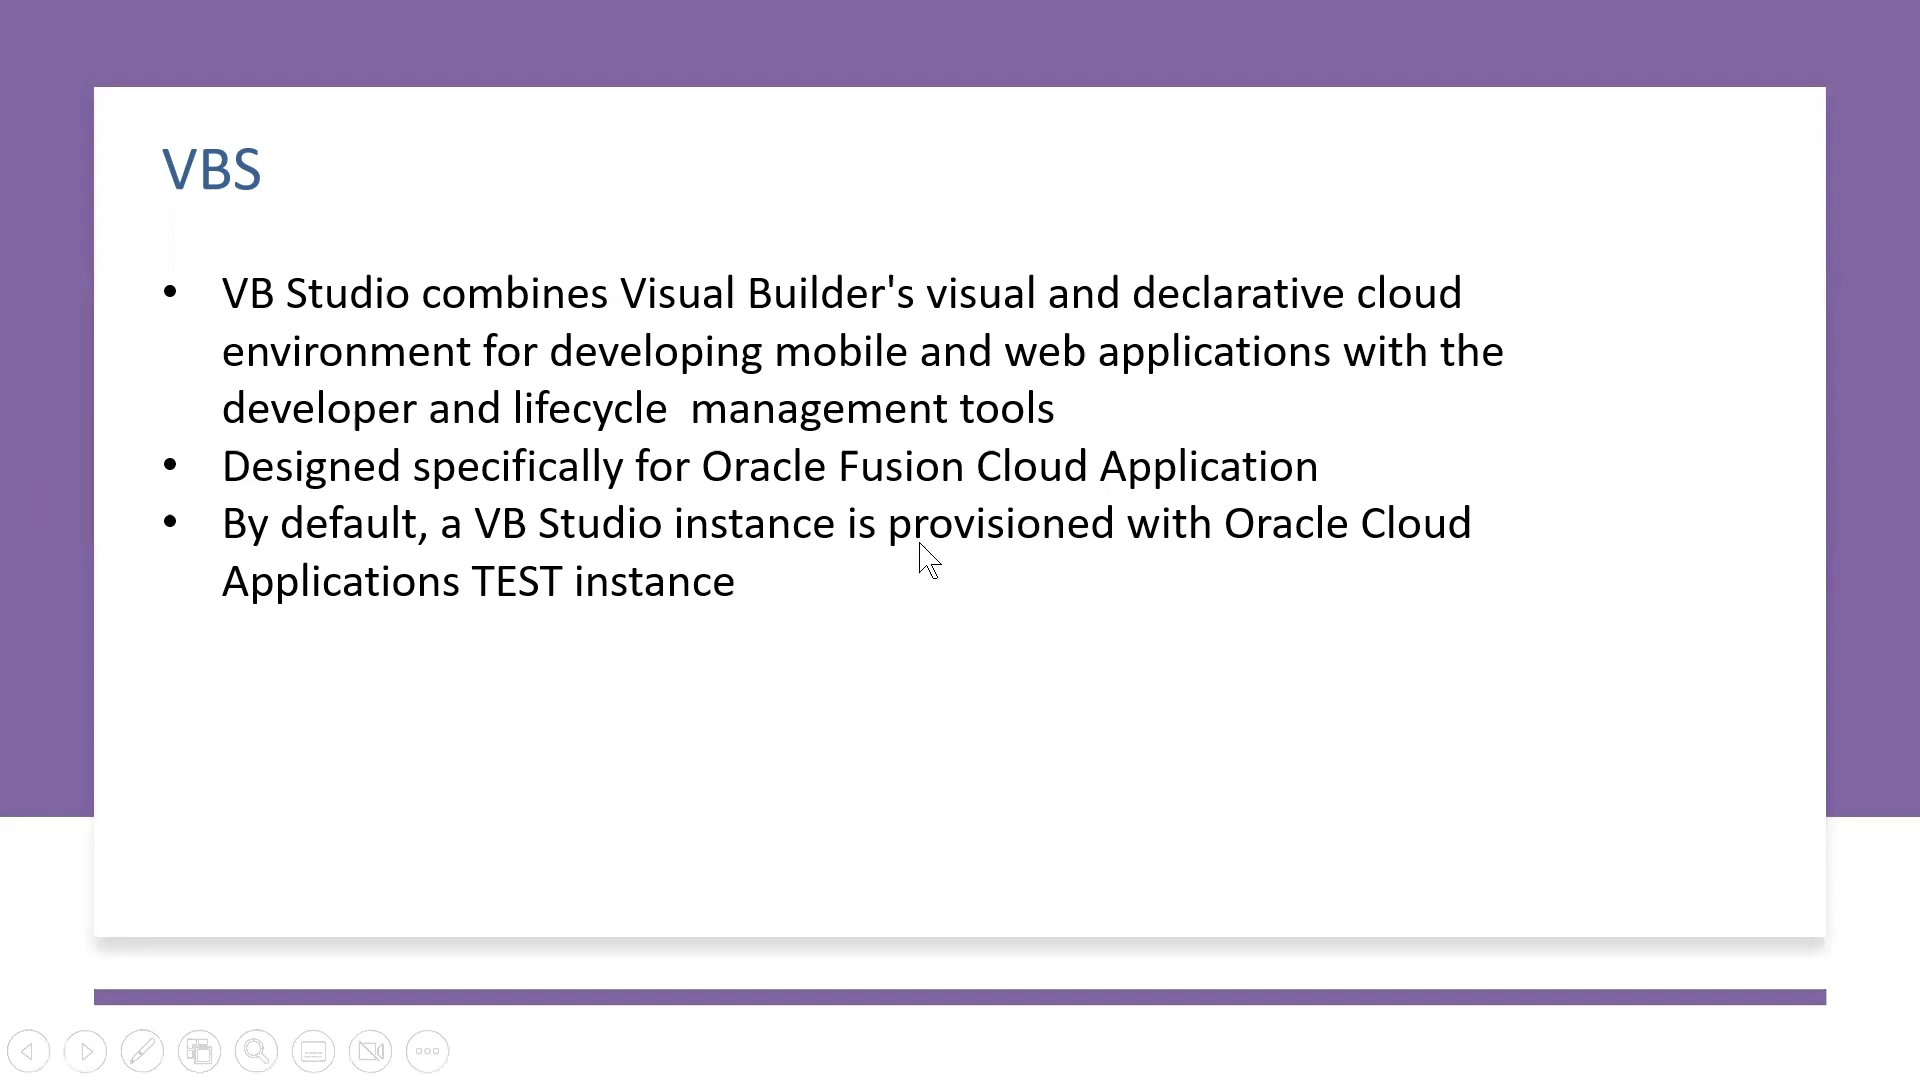 VBS
• VB Studio combines Visual Builder's visual and declarative cloud
environment for developing mobile and web applications with the
developer and lifecycle  management tools
• Designed specifically for Oracle Fusion Cloud Application
• By default, a VB Studio instance is provisioned with Oracle Cloud
Applications TEST instance